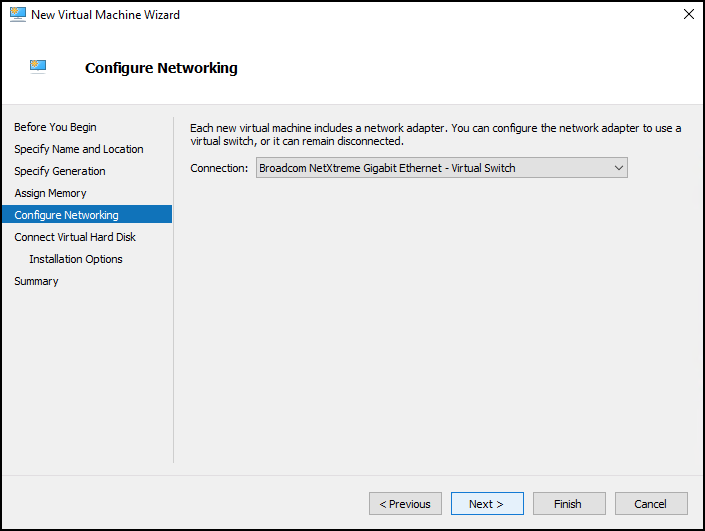 New Virtual Machine Wizard
Configure Networking
Before You Begin
Specify Name and Location
Specify Generation
Assign Memory
Configure Networking
Connect Virtual Hard Disk
Installation Options
Summary
Each new virtual machine includes a network adapter. You can configure the network adapter to use a
virtual switch, or it can remain disconnected.
Connection: Broadcom NetXtreme Gigabit Ethernet - Virtual Switch
< Previous Next > Finish Cancel